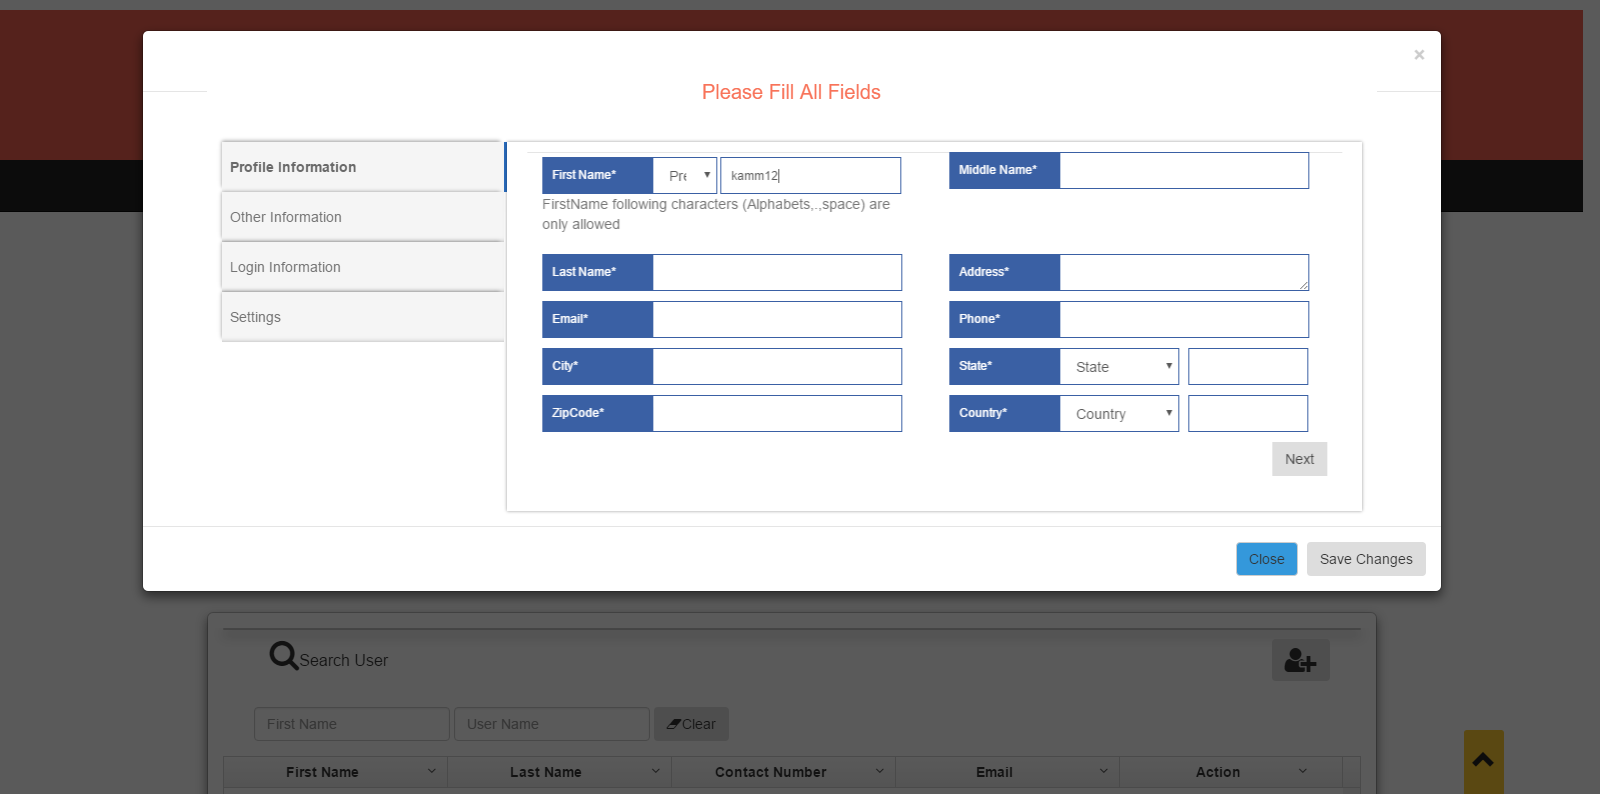 ×
Please Fill All Fields
Profile Information
Other Information
Login Information
Settings
First Name*
Pre
kamm12
FirstName following characters (Alphabets,.,space) are
only allowed
Middle Name*
Last Name*
Address*
Email*
Phone*
City*
State*
State
ZipCode*
Country*
Country
Next
Close
Save Changes
Search User
First Name
User Name
Clear
First Name
Last Name
Contact Number
Email
Action